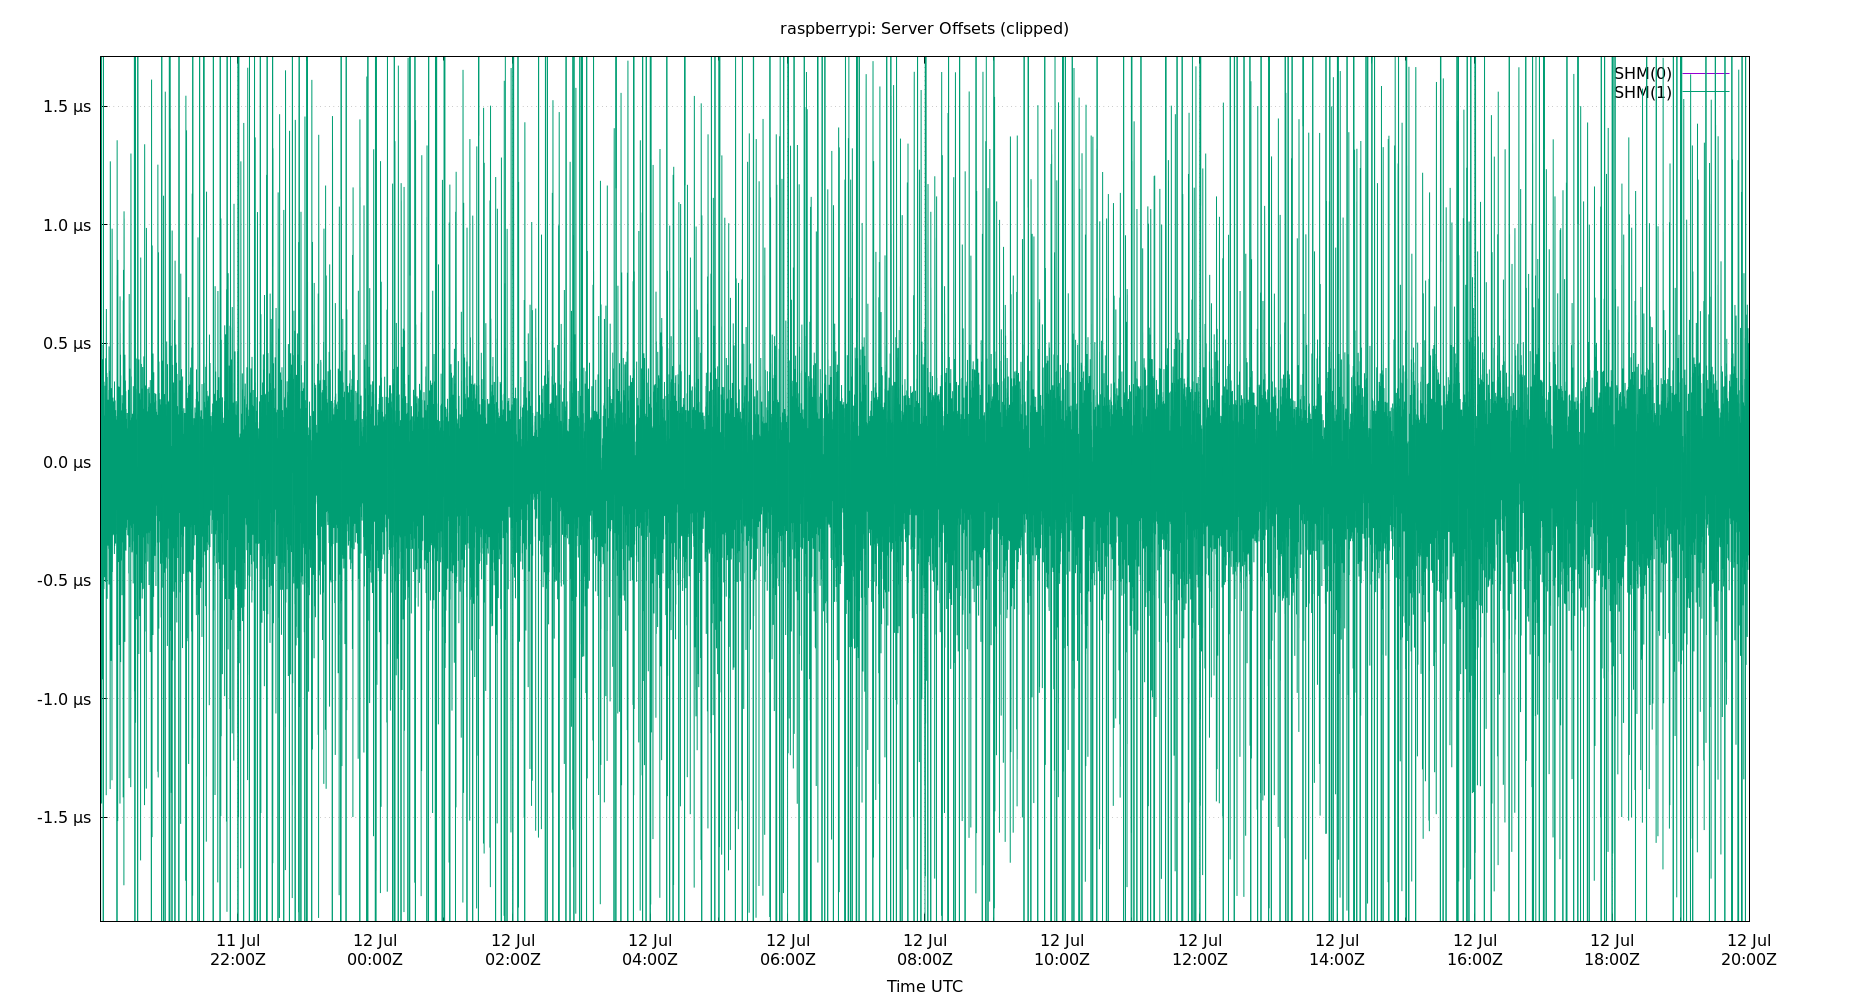 raspberrypi: Server Offsets (clipped)
SHM(0)
SHM(1)
1.5 μs
1.0 μs
0.5 μs
0.0 μs
-0.5 μs
-1.0 μs
-1.5 μs
11 Jul 12 Jul 12 Jul 12 Jul 12 Jul 12 Jul 12 Jul 12 Jul 12 Jul 12 Jul 12 Jul 12 Jul
22:00Z 00:00Z 02:00Z 04:00Z 06:00Z 08:00Z 10:00Z 12:00Z 14:00Z 16:00Z 18:00Z 20:00Z
Time UTC